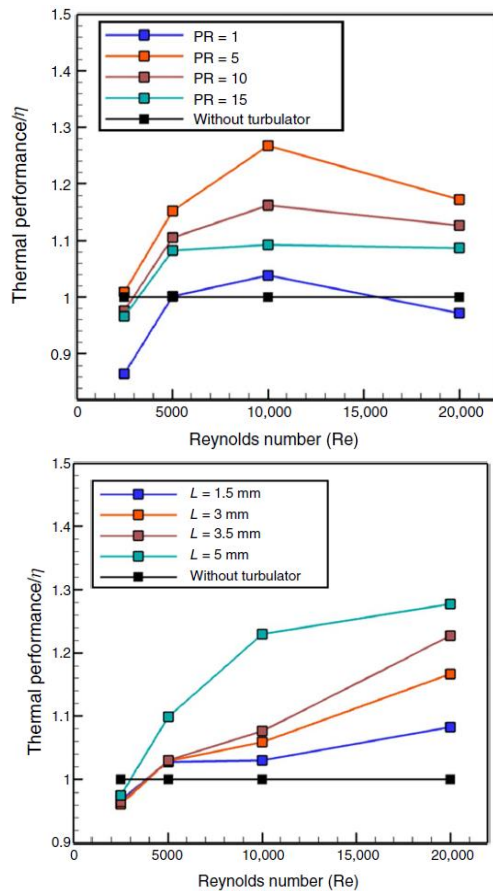 1.5
PR = 1
PR = 5
1.4
PR = 10
PR = 15
Without turbulator
1.3
Thermal performance/η
1.2
1.1
1
0.9
0 5000 10,000 15,000 20,000
Reynolds number (Re)
1.5
L = 1.5 mm
L = 3 mm
1.4
L = 3.5 mm
L = 5 mm
Without turbulator
1.3
Thermal performance/η
1.2
1.1
1
0.9
0 5000 10,000 15,000 20,000
Reynolds number (Re)